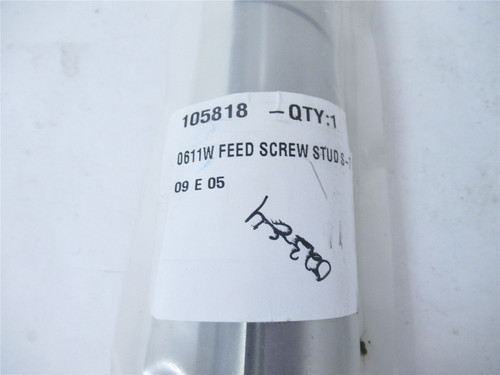 105818 -QTY:1
0611W FEED SCREW STUD S-
09 E 05